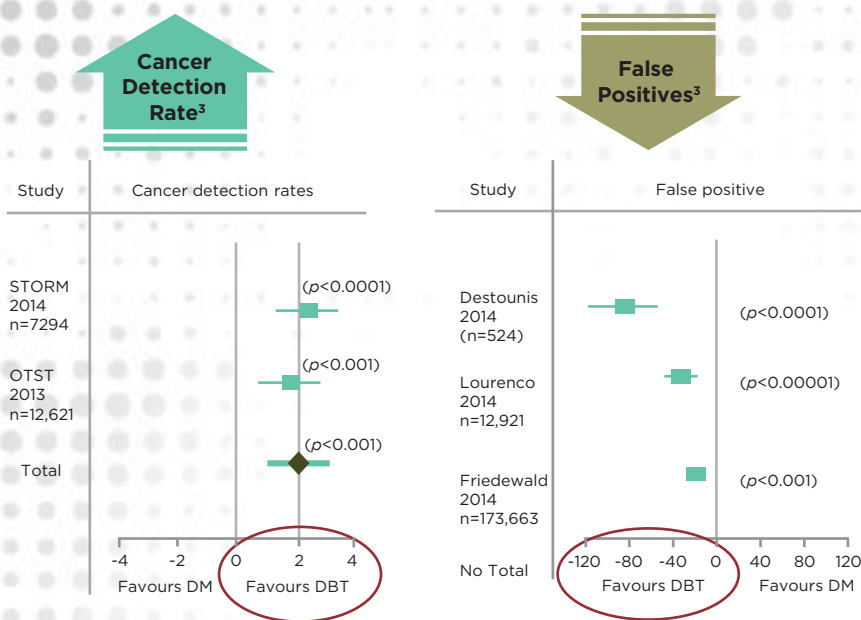 Cancer
Detection
Rate³
Study
Cancer detection rates
STORM
2014
n=7294
(p<0.0001)
OTST
2013
n=12,621
(p<0.001)
Total
(p<0.001)
-4 -2 0 2 4
Favours DM Favours DBT
False
Positives³
Study
False positive
Destounis
2014
(n=524)
(p<0.0001)
Lourenco
2014
n=12,921
(p<0.00001)
Friedewald
2014
n=173,663
(p<0.001)
No Total
-120 -80 -40 0 40 80 120
Favours DBT Favours DM